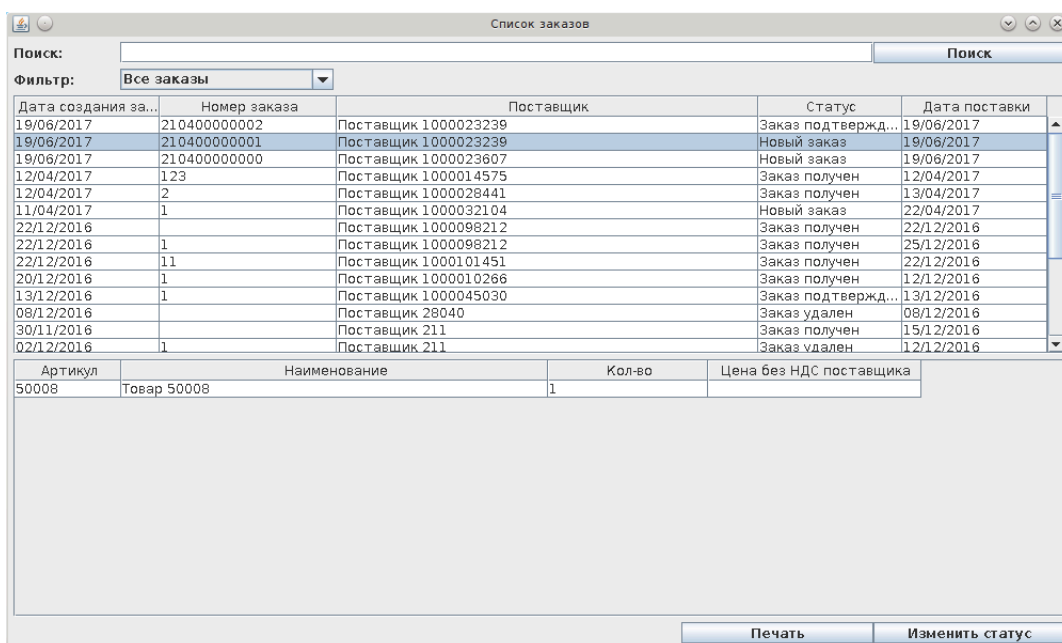 Список заказов
Поиск: Поиск
Фильтр: Все заказы
Дата создания за... Номер заказа Поставщик Статус Дата поставки
19/06/2017 210400000002 Поставщик 1000023239 Заказ подтвержд... 19/06/2017
19/06/2017 210400000001 Поставщик 1000023239 Новый заказ 19/06/2017
19/06/2017 210400000000 Поставщик 1000023607 Новый заказ 19/06/2017
12/04/2017 123 Поставщик 1000014575 Заказ получен 12/04/2017
12/04/2017 2 Поставщик 1000028441 Заказ получен 13/04/2017
11/04/2017 1 Поставщик 1000032104 Новый заказ 22/04/2017
22/12/2016 Поставщик 1000098212 Заказ получен 22/12/2016
22/12/2016 1 Поставщик 1000098212 Заказ получен 25/12/2016
22/12/2016 11 Поставщик 1000101451 Заказ получен 22/12/2016
20/12/2016 1 Поставщик 1000010266 Заказ получен 12/12/2016
13/12/2016 1 Поставщик 1000045030 Заказ подтвержд... 13/12/2016
08/12/2016 Поставщик 28040 Заказ удален 08/12/2016
30/11/2016 Поставщик 211 Заказ получен 15/12/2016
02/12/2016 1 Поставщик 211 Заказ удален 12/12/2016
Артикул Наименование Кол-во Цена без НДС поставщика
50008 Товар 50008 1
Печать Изменить статус